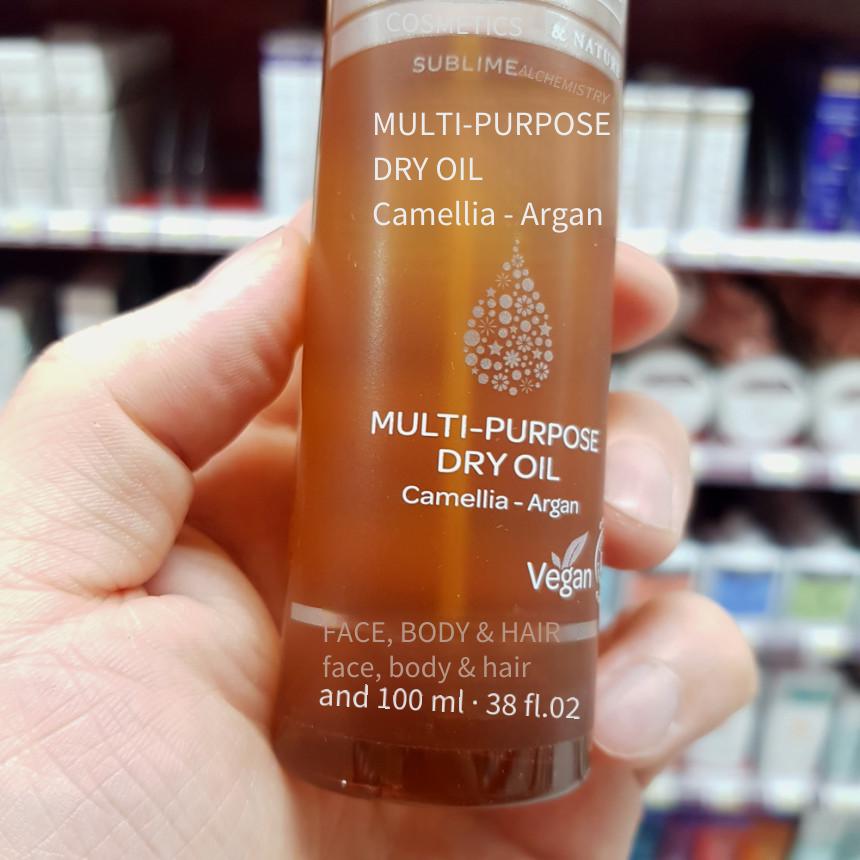 COSMETICS & NATURE
SUBLIME ALCHEMISTRY
MULTI-PURPOSE
DRY OIL
Camellia - Argan
MULTI-PURPOSE
DRY OIL
Camellia - Argan
Vegan
FACE, BODY & HAIR
face, body & hair
and 100 ml · 38 fl.02